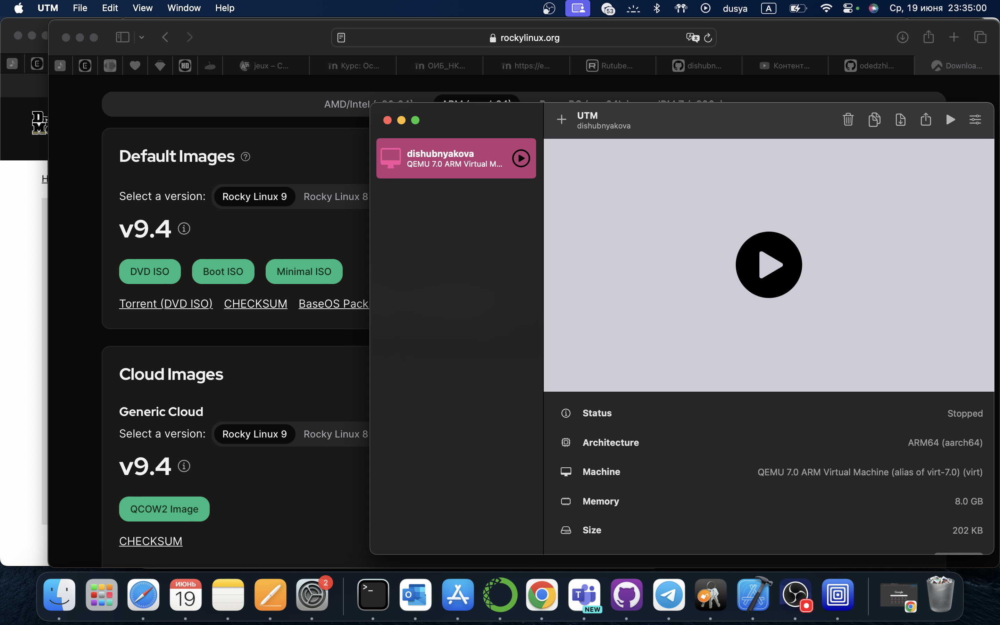 UTM File Edit View Window Help
53 dusya A Ср, 19 июня 23:35:00
rockylinux.org
jeux – C... Курс: Ос... ОИБ_НК... https://e... Rutube... dishubn... Контент... odedzhi... Downloa...
AMD/Intel
Default Images
Select a version: Rocky Linux 9 Rocky Linux 8
v9.4
DVD ISO Boot ISO Minimal ISO
Torrent (DVD ISO) CHECKSUM BaseOS Pack
Cloud Images
Generic Cloud
Select a version: Rocky Linux 9 Rocky Linux 8
v9.4
QCOW2 Image
CHECKSUM
dishubnyakova
QEMU 7.0 ARM Virtual M...
UTM
dishubnyakova
Status Stopped
Architecture ARM64 (aarch64)
Machine QEMU 7.0 ARM Virtual Machine (alias of virt-7.0) (virt)
Memory 8.0 GB
Size 202 KB
ИЮНЬ
19
2
NEW
Google